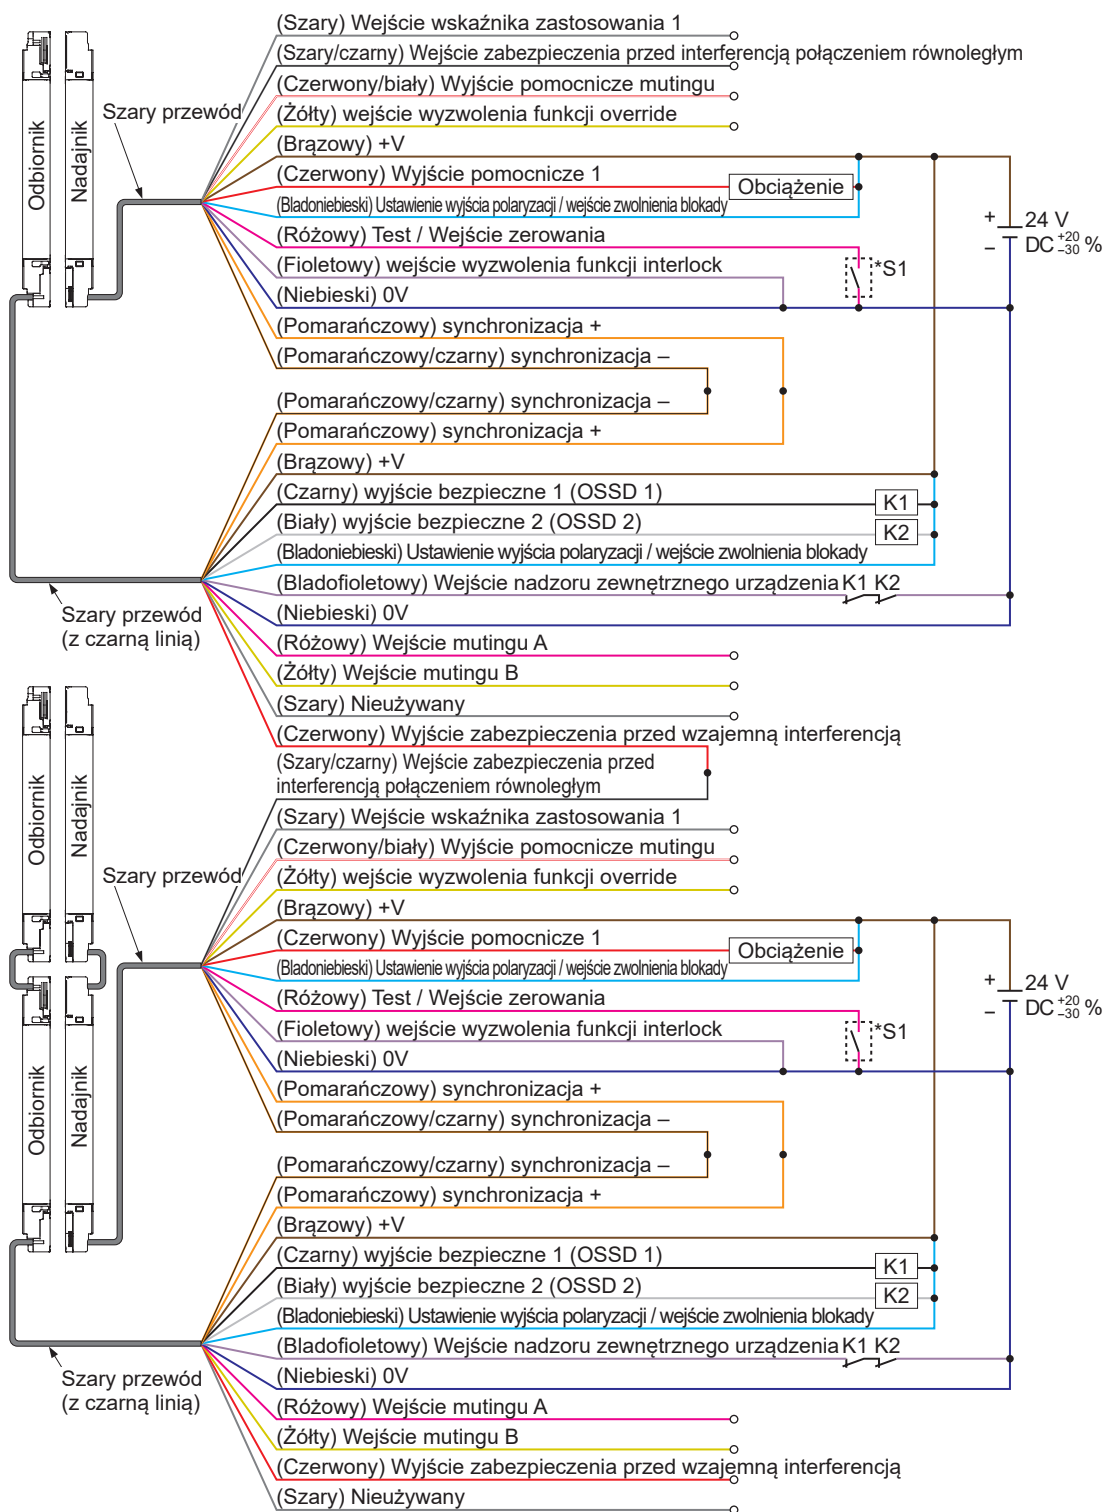 (Szary) Wejście wskaźnika zastosowania 1
(Szary/czarny) Wejście zabezpieczenia przed interferencją połączeniem równoległym
(Czerwony/biały) Wyjście pomocnicze mutingu
Szary przewód
(Żółty) wejście wyzwolenia funkcji override
Odbiornik
Nadajnik
(Brązowy) +V
(Czerwony) Wyjście pomocnicze 1
Obciążenie
(Bladoniebieski) Ustawienie wyjścia polaryzacji / wejście zwolnienia blokady
+
24 V
–
DC +20 –30 %
(Różowy) Test / Wejście zerowania
(Fioletowy) wejście wyzwolenia funkcji interlock
*S1
(Niebieski) 0V
(Pomarańczowy) synchronizacja +
(Pomarańczowy/czarny) synchronizacja –
(Pomarańczowy/czarny) synchronizacja –
(Pomarańczowy) synchronizacja +
(Brązowy) +V
(Czarny) wyjście bezpieczne 1 (OSSD 1)
K1
(Biały) wyjście bezpieczne 2 (OSSD 2)
K2
(Bladoniebieski) Ustawienie wyjścia polaryzacji / wejście zwolnienia blokady
(Bladofioletowy) Wejście nadzoru zewnętrznego urządzenia
K1 K2
Szary przewód
(z czarną linią)
(Niebieski) 0V
(Różowy) Wejście mutingu A
(Żółty) Wejście mutingu B
(Szary) Nieużywany
(Czerwony) Wyjście zabezpieczenia przed wzajemną interferencją
(Szary/czarny) Wejście zabezpieczenia przed
interferencją połączeniem równoległym
Odbiornik
Nadajnik
(Szary) Wejście wskaźnika zastosowania 1
(Czerwony/biały) Wyjście pomocnicze mutingu
Szary przewód
(Żółty) wejście wyzwolenia funkcji override
(Brązowy) +V
(Czerwony) Wyjście pomocnicze 1
Obciążenie
(Bladoniebieski) Ustawienie wyjścia polaryzacji / wejście zwolnienia blokady
+
24 V
–
DC +20 –30 %
(Różowy) Test / Wejście zerowania
(Fioletowy) wejście wyzwolenia funkcji interlock
*S1
(Niebieski) 0V
Odbiornik
Nadajnik
(Pomarańczowy) synchronizacja +
(Pomarańczowy/czarny) synchronizacja –
(Pomarańczowy/czarny) synchronizacja –
(Pomarańczowy) synchronizacja +
(Brązowy) +V
(Czarny) wyjście bezpieczne 1 (OSSD 1)
K1
(Biały) wyjście bezpieczne 2 (OSSD 2)
K2
(Bladoniebieski) Ustawienie wyjścia polaryzacji / wejście zwolnienia blokady
(Bladofioletowy) Wejście nadzoru zewnętrznego urządzenia
K1 K2
Szary przewód
(z czarną linią)
(Niebieski) 0V
(Różowy) Wejście mutingu A
(Żółty) Wejście mutingu B
(Czerwony) Wyjście zabezpieczenia przed wzajemną interferencją
(Szary) Nieużywany